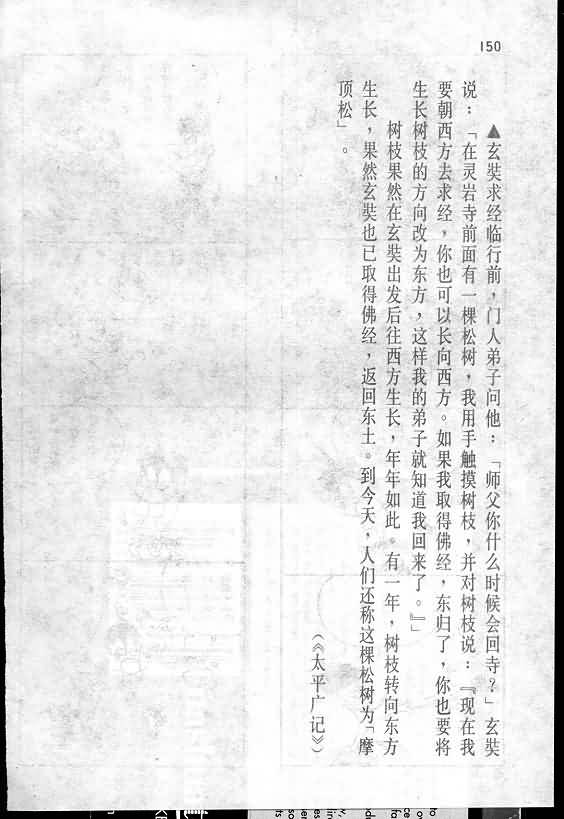 150
▲玄奘求经临行前，门人弟子问他：「师父你什么时候会回寺？」玄奘
说：「在灵岩寺前面有一棵松树，我用手触摸树枝，并对树枝说：『现在我
要朝西方去求经，你也可以长向西方。如果我取得佛经，东归了，你也要将
生长树枝的方向改为东方，这样我的弟子就知道我回来了。』」
树枝果然在玄奘出发后往西方生长，年年如此。有一年，树枝转向东方
生长，果然玄奘也已取得佛经，返回东土。到今天，人们还称这棵松树为「摩
顶松」。
（《太平广记》）